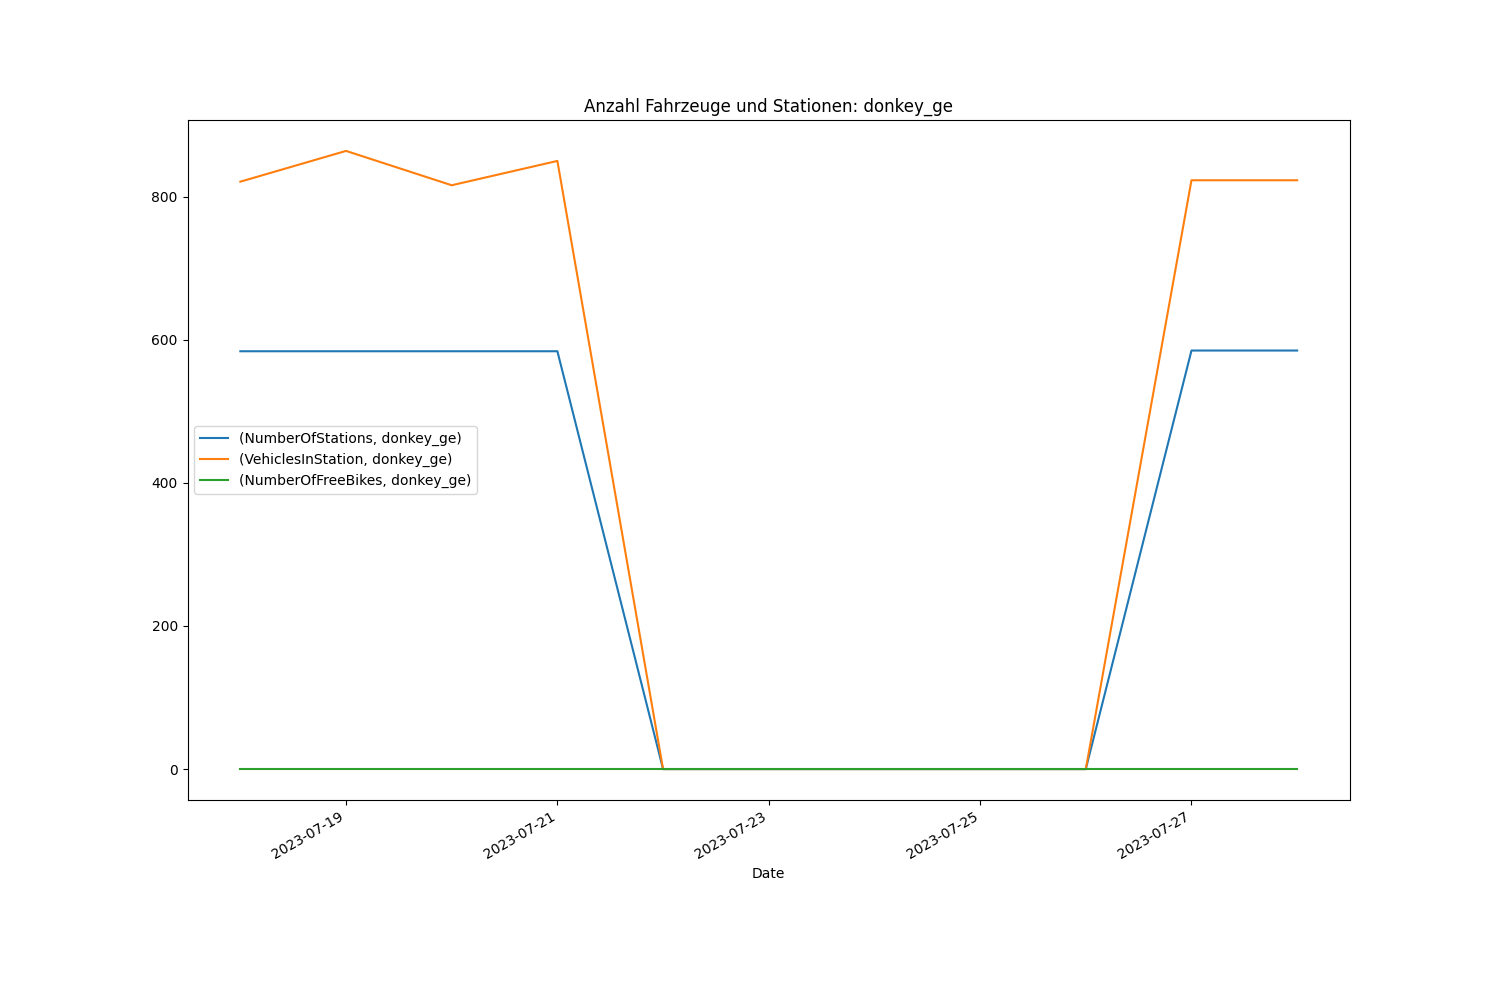 Anzahl Fahrzeuge und Stationen: donkey_ge
800
600
400
200
0
(NumberOfStations, donkey_ge)
(VehiclesInStation, donkey_ge)
(NumberOfFreeBikes, donkey_ge)
2023-07-19
2023-07-21
2023-07-23
2023-07-25
2023-07-27
Date